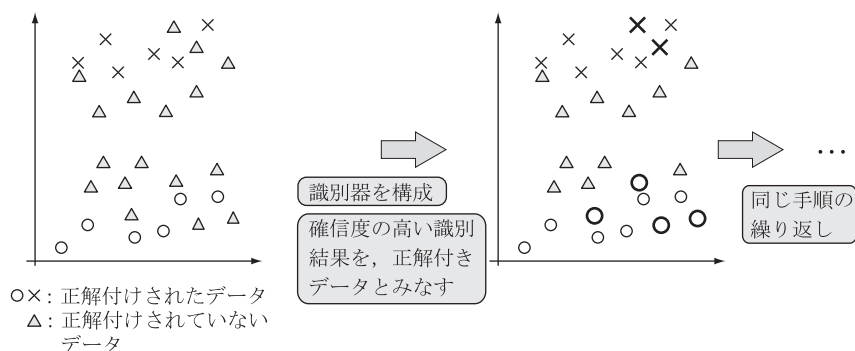 識別器を構成
確信度の高い識別
結果を，正解付き
データとみなす
…
同じ手順の
繰り返し
○×：正解付けされたデータ
△：正解付けされていない
データ